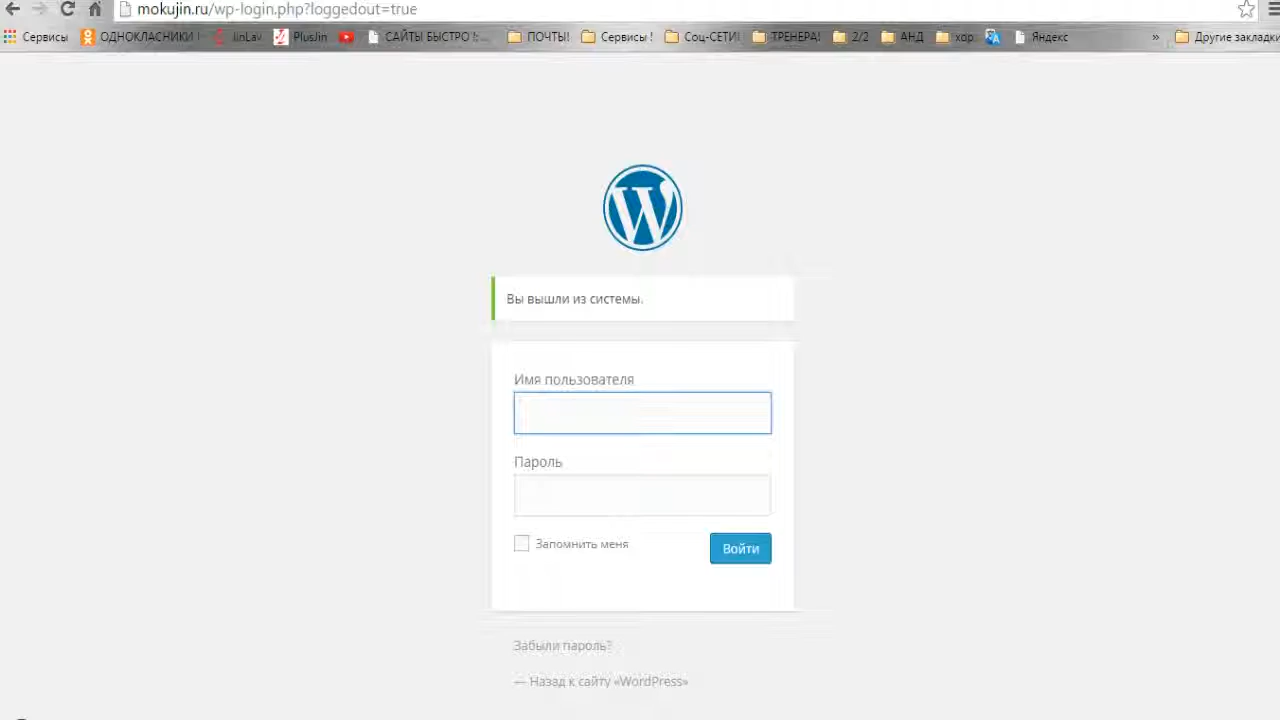 mokujin.ru/wp-login.php?loggedout=true
Сервисы ОДНОКЛАСНИКИ ! linLav PlusJin САЙТЫ БЫСТРО !... ПОЧТЫ! Сервисы ! Соц-СЕТИ! ТРЕНЕРА! 2/2 АНД хор Яндекс » Другие закладки
Вы вышли из системы.
Имя пользователя
Пароль
Запомнить меня
Войти
Забыли пароль?
— Назад к сайту «WordPress»